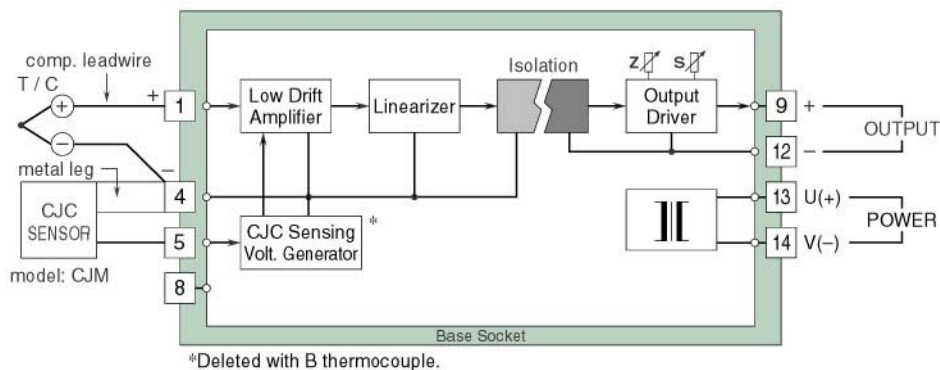 comp. leadwire
T / C
+
+
−
−
metal leg
CJC
SENSOR
model: CJM
1
4
5
8
Low Drift
Amplifier
Linearizer
Isolation
Z
S
Output
Driver
CJC Sensing
Volt. Generator
*
9
+
12
−
OUTPUT
13
U(+)
14
V(−)
POWER
Base Socket
*Deleted with B thermocouple.